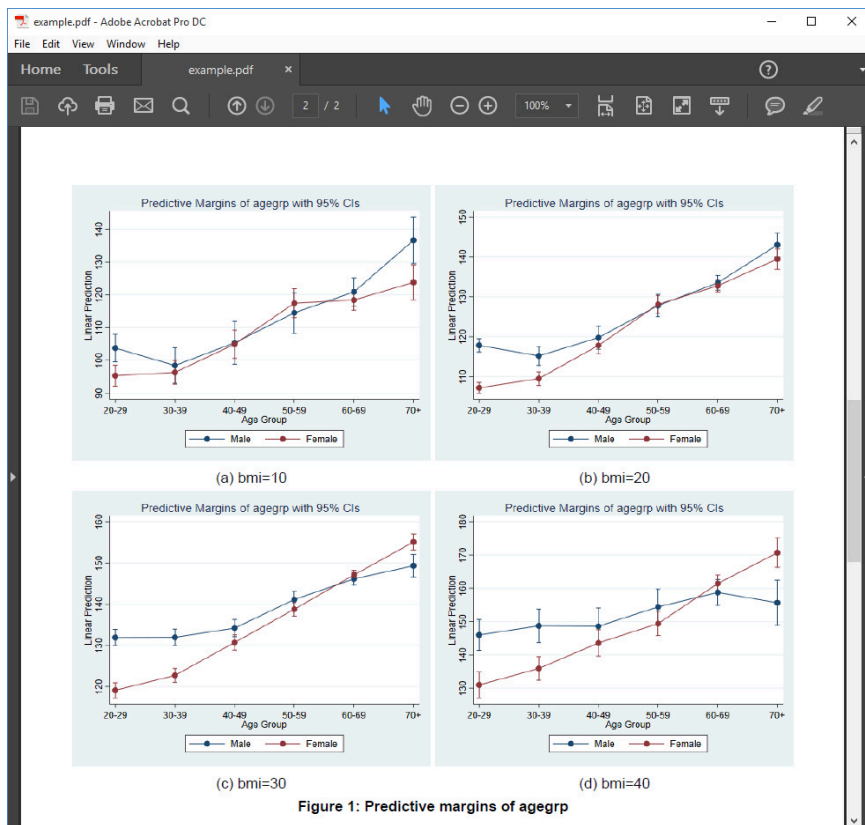 example.pdf - Adobe Acrobat Pro DC
File Edit View Window Help
Home Tools example.pdf ×
2 / 2 100%
Predictive Margins of agegrp with 95% CIs
Linear Prediction
140
130
120
110
100
90
20-29 30-39 40-49 50-59 60-69 70+
Age Group
Male Female
(a) bmi=10
Predictive Margins of agegrp with 95% CIs
Linear Prediction
150
140
130
120
110
20-29 30-39 40-49 50-59 60-69 70+
Age Group
Male Female
(b) bmi=20
Predictive Margins of agegrp with 95% CIs
Linear Prediction
160
150
140
130
120
20-29 30-39 40-49 50-59 60-69 70+
Age Group
Male Female
(c) bmi=30
Predictive Margins of agegrp with 95% CIs
Linear Prediction
180
170
160
150
140
130
20-29 30-39 40-49 50-59 60-69 70+
Age Group
Male Female
(d) bmi=40
Figure 1: Predictive margins of agegrp